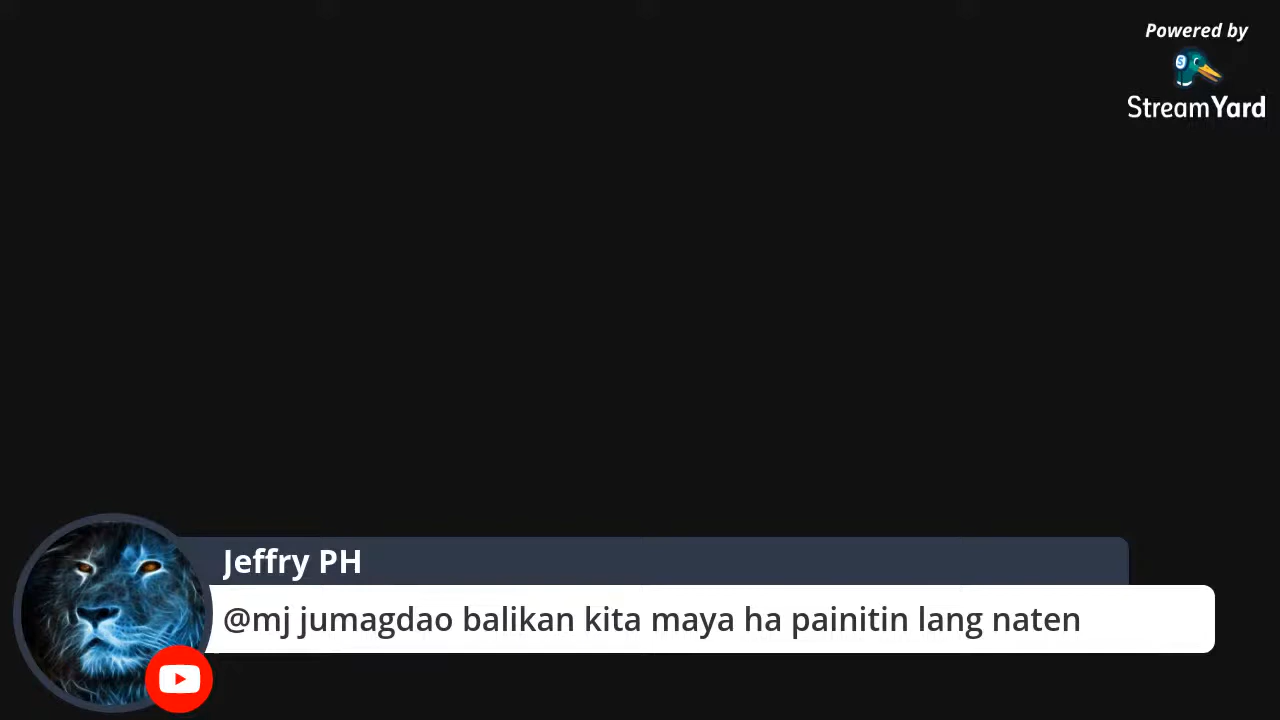 Powered by
StreamYard
Jeffry PH
@mj jumagdao balikan kita maya ha painitin lang naten